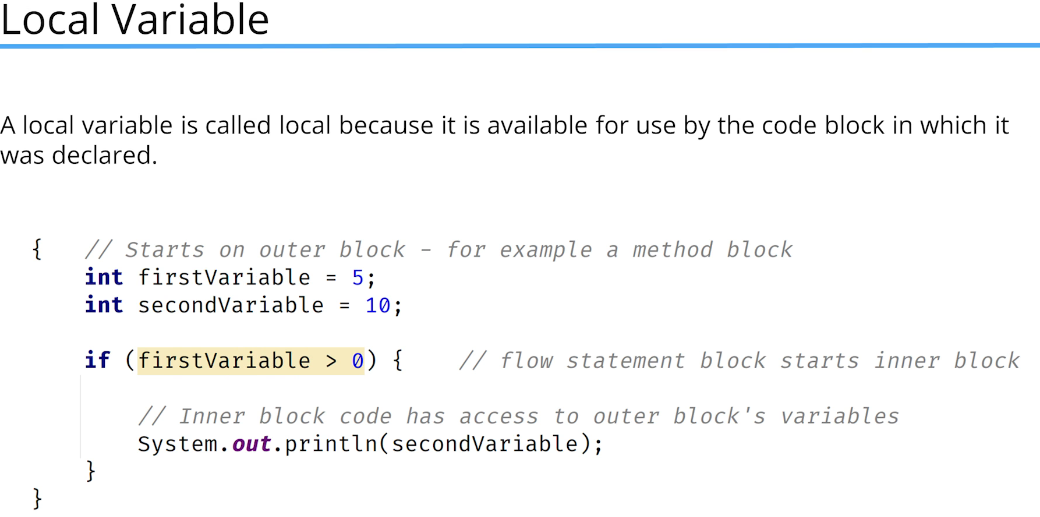 Local Variable
A local variable is called local because it is available for use by the code block in which it
was declared.
{ // Starts on outer block – for example a method block
int firstVariable = 5;
int secondVariable = 10;
if (firstVariable > 0) { // flow statement block starts inner block
// Inner block code has access to outer block's variables
System.out.println(secondVariable);
}
}